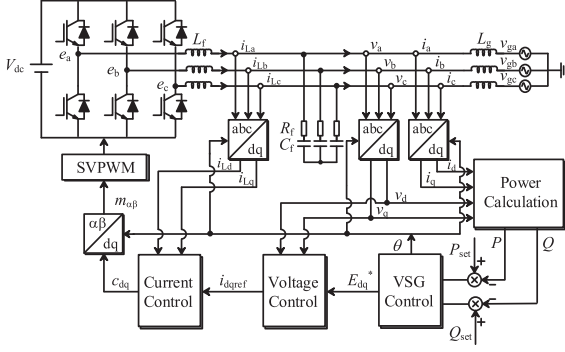 L_f
i_La
v_a
i_a
L_g
v_ga
e_a
V_dc
e_b
i_Lb
v_b
i_b
v_gb
e_c
i_Lc
v_c
i_c
v_gc
abc
dq
R_f
C_f
abc
dq
abc
dq
SVPWM
i_Ld
i_Lq
i_d
i_q
Power
Calculation
m_αβ
v_d
v_q
αβ
dq
θ
P_set
P
Q
c_dq
Current
Control
i_dqref
Voltage
Control
E_dq*
VSG
Control
+
−
−
+
Q_set